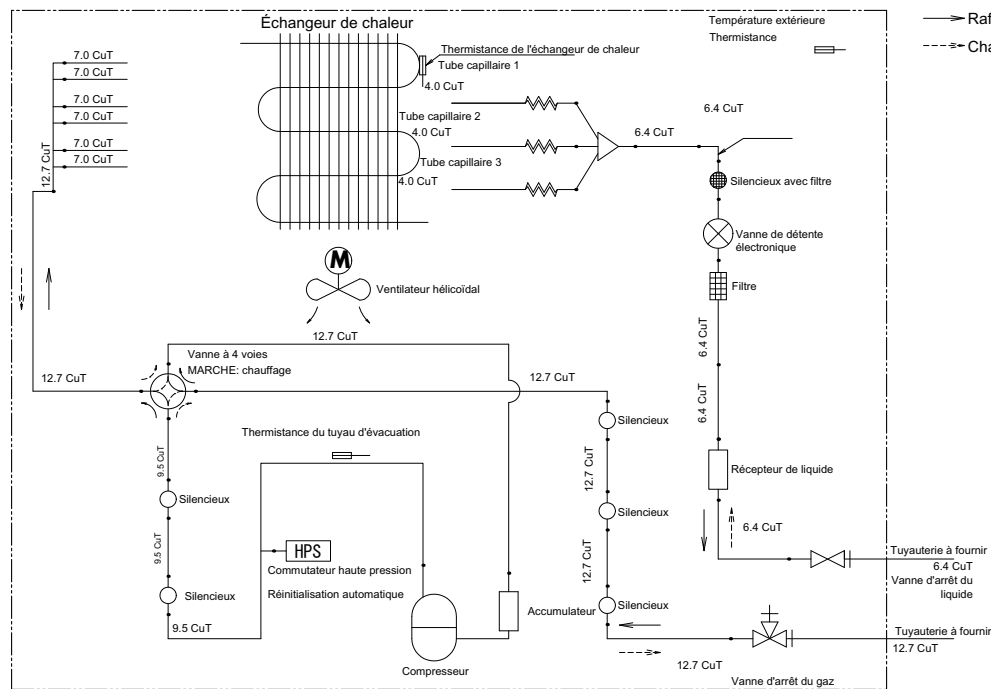 Échangeur de chaleur
Température extérieure
Thermistance
Raf
Cha
7.0 CuT
7.0 CuT
7.0 CuT
7.0 CuT
7.0 CuT
7.0 CuT
12.7 CuT
Thermistance de l'échangeur de chaleur
Tube capillaire 1
4.0 CuT
Tube capillaire 2
4.0 CuT
Tube capillaire 3
4.0 CuT
6.4 CuT
6.4 CuT
Silencieux avec filtre
Vanne de détente
électronique
Filtre
M
Ventilateur hélicoïdal
12.7 CuT
Vanne à 4 voies
MARCHE: chauffage
12.7 CuT
12.7 CuT
6.4 CuT
6.4 CuT
Silencieux
Thermistance du tuyau d'évacuation
9.5 CuT
12.7 CuT
Récepteur de liquide
Silencieux
Silencieux
6.4 CuT
9.5 CuT
12.7 CuT
HPS
Commutateur haute pression
Réinitialisation automatique
Tuyauterie à fournir
6.4 CuT
Vanne d'arrêt du
liquide
Silencieux
Accumulateur
Silencieux
9.5 CuT
Tuyauterie à fournir
12.7 CuT
Compresseur
12.7 CuT
Vanne d'arrêt du gaz